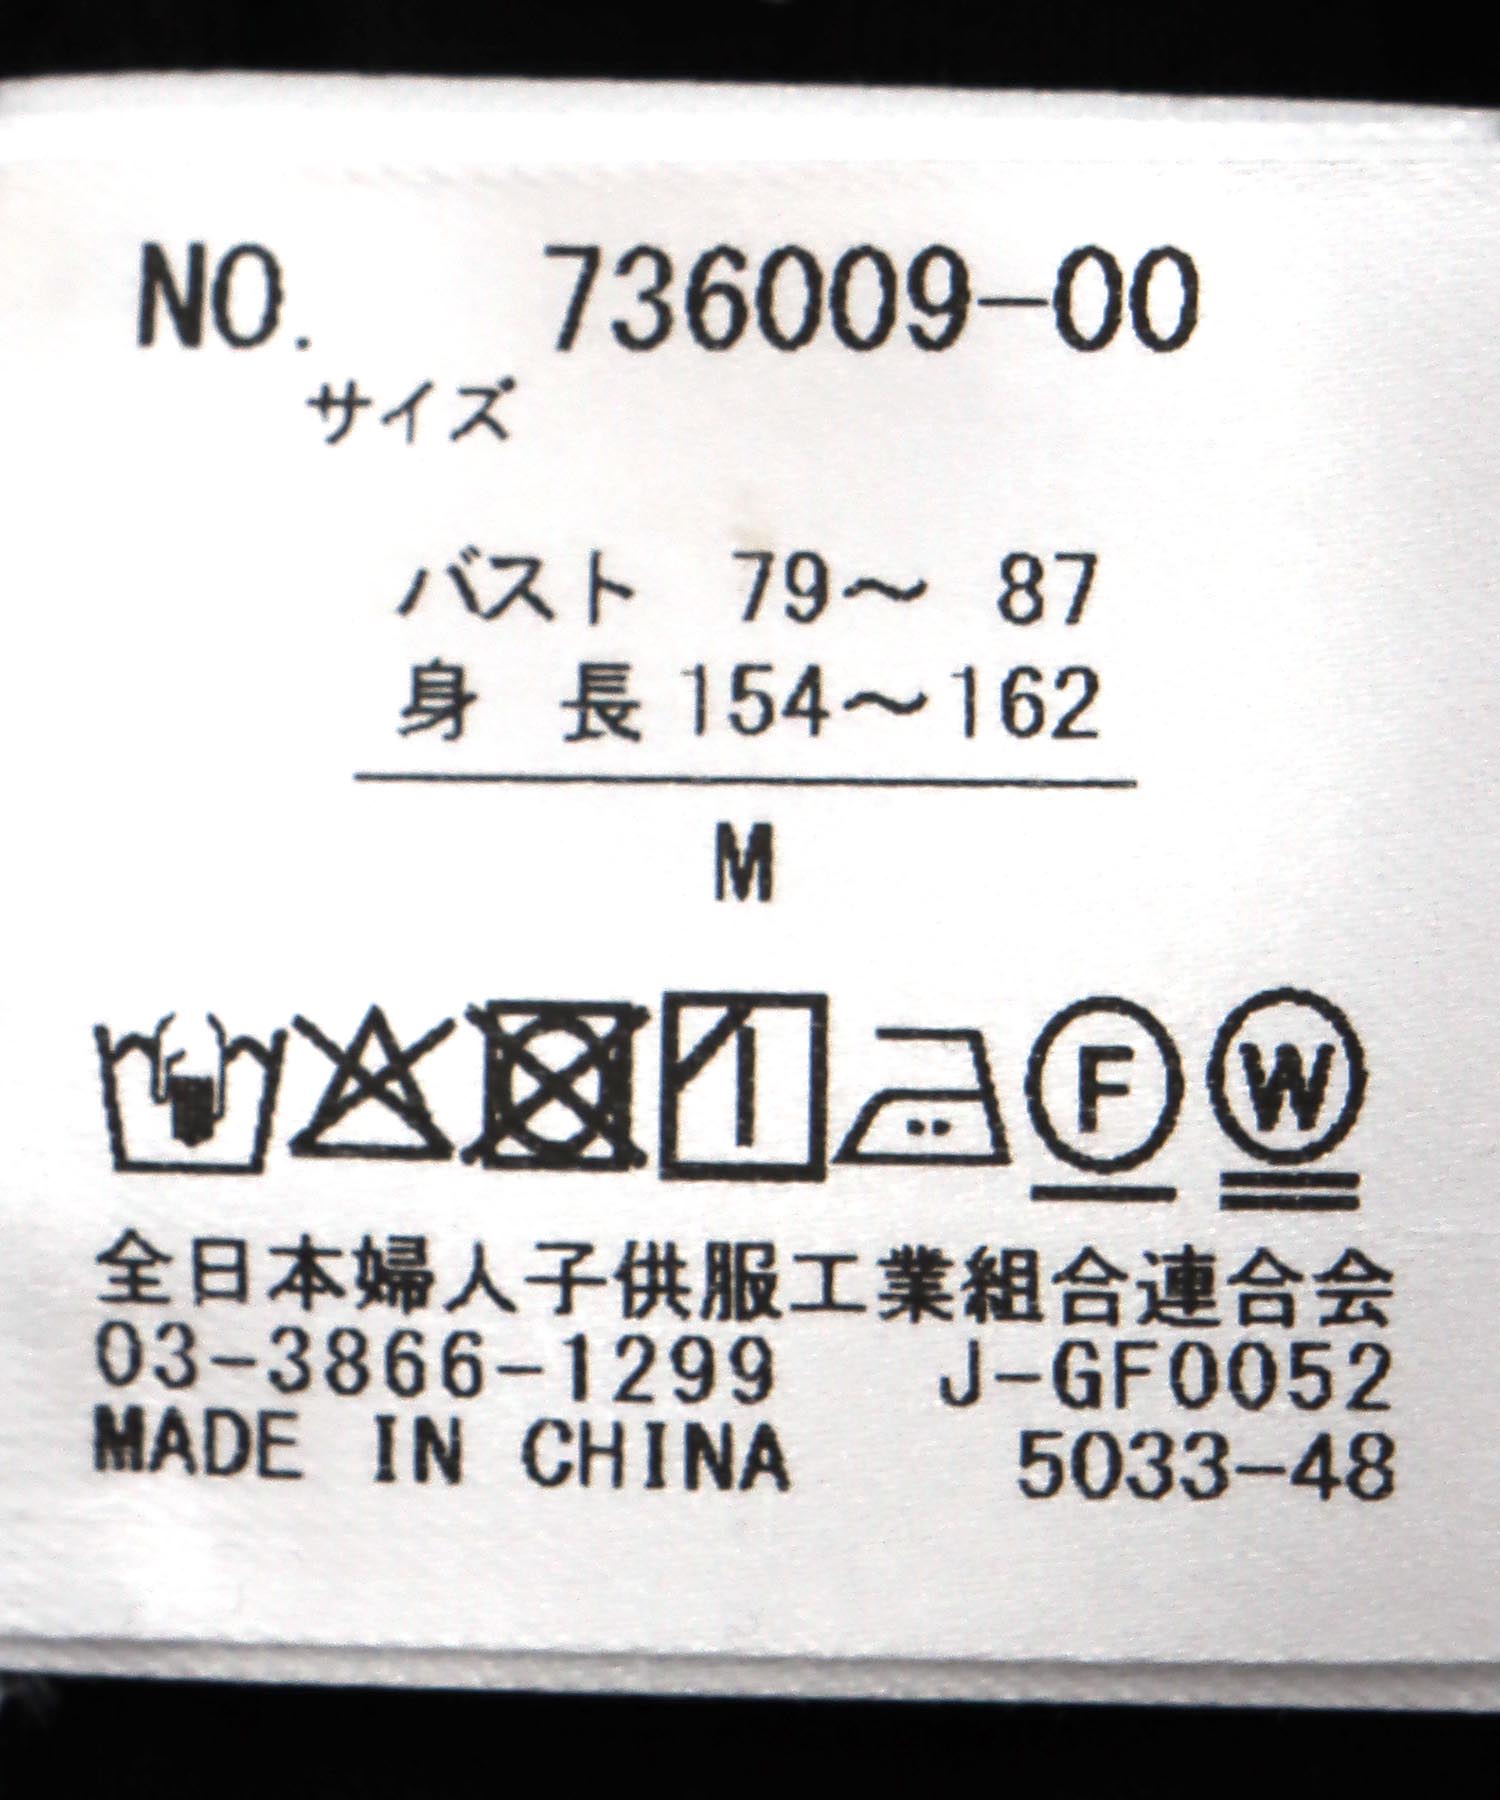 NO. 736009-00
サイズ
バスト 79～ 87
身 長 154～162
M
F W
全日本婦人子供服工業組合連合会
03-3866-1299 J-GF0052
MADE IN CHINA 5033-48